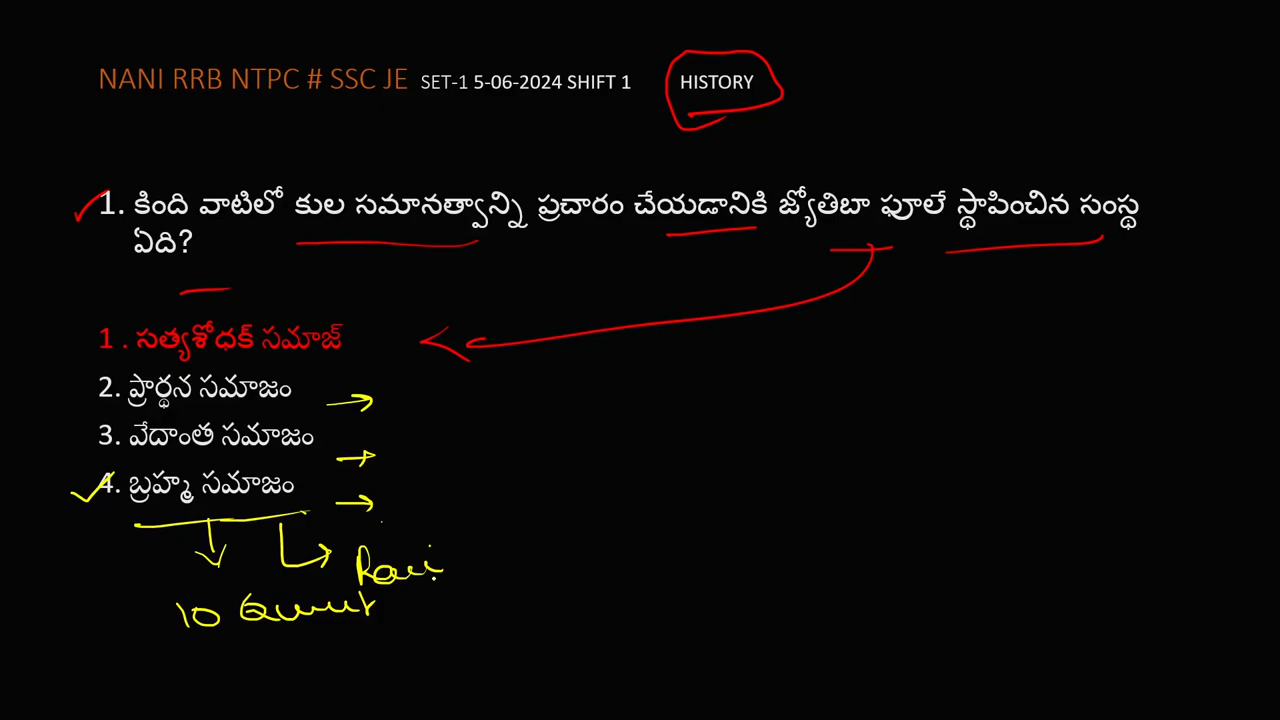 NANI RRB NTPC # SSC JE SET-1 5-06-2024 SHIFT 1 HISTORY
1. కింది వాటిలో కుల సమానత్వాన్ని ప్రచారం చేయడానికి జ్యోతిబా ఫూలే స్థాపించిన సంస్థ
ఏది?
1 . సత్యశోధక్ సమాజ్
2. ప్రార్థన సమాజం
3. వేదాంత సమాజం
4. బ్రహ్మ సమాజం
10